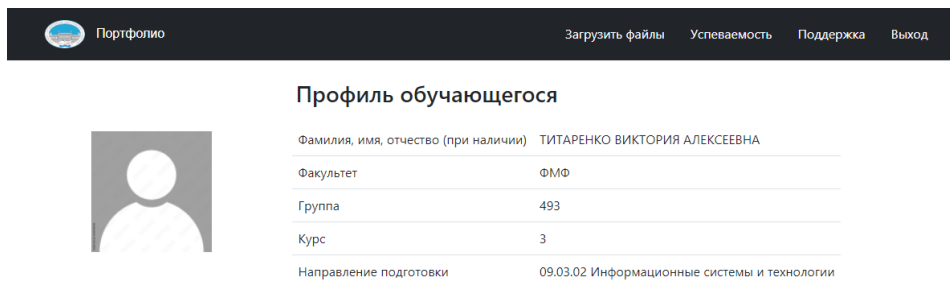 Портфолио Загрузить файлы Успеваемость Поддержка Выход
Профиль обучающегося
Фамилия, имя, отчество (при наличии) ТИТАРЕНКО ВИКТОРИЯ АЛЕКСЕЕВНА
Факультет ФМФ
Группа 493
Курс 3
Направление подготовки 09.03.02 Информационные системы и технологии